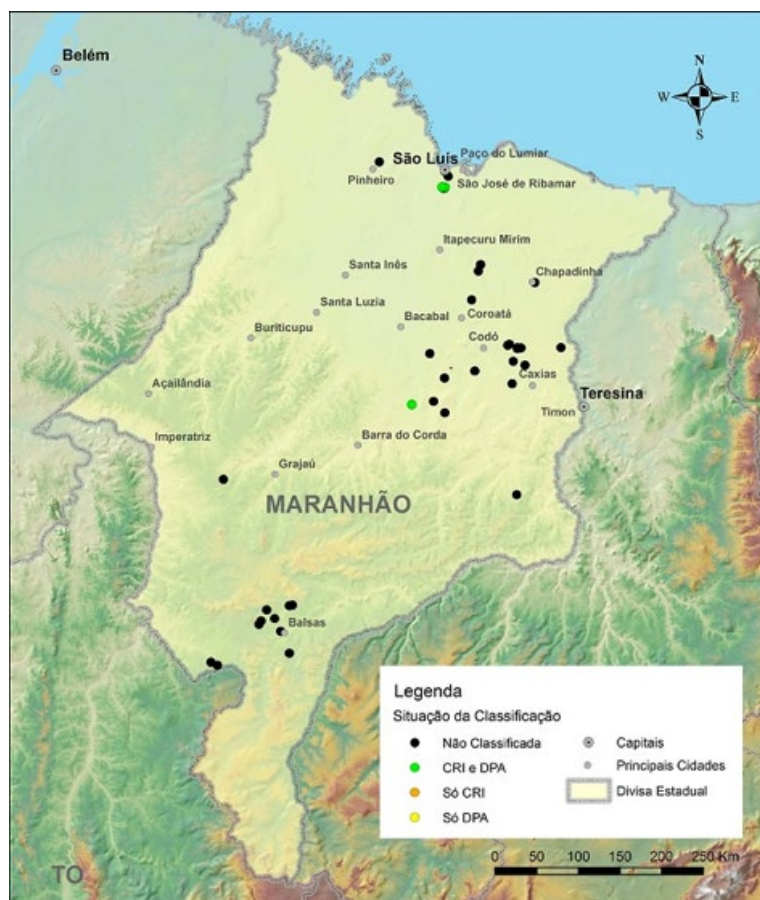 Belém
N
W
E
S
São Luís
Paço do Lumiar
Pinheiro
São José de Ribamar
Itapecuru Mirim
Santa Inês
Chapadinha
Santa Luzia
Bacabal
Coroatá
Buriticupu
Codó
Açailândia
Caxias
Teresina
Timon
Imperatriz
Barra do Corda
Grajaú
MARANHÃO
Balsas
Legenda
Situação da Classificação
Não Classificada
CRI e DPA
Só CRI
Só DPA
Capitais
Principais Cidades
Divisa Estadual
0 50 100 150 200 250 Km
TO